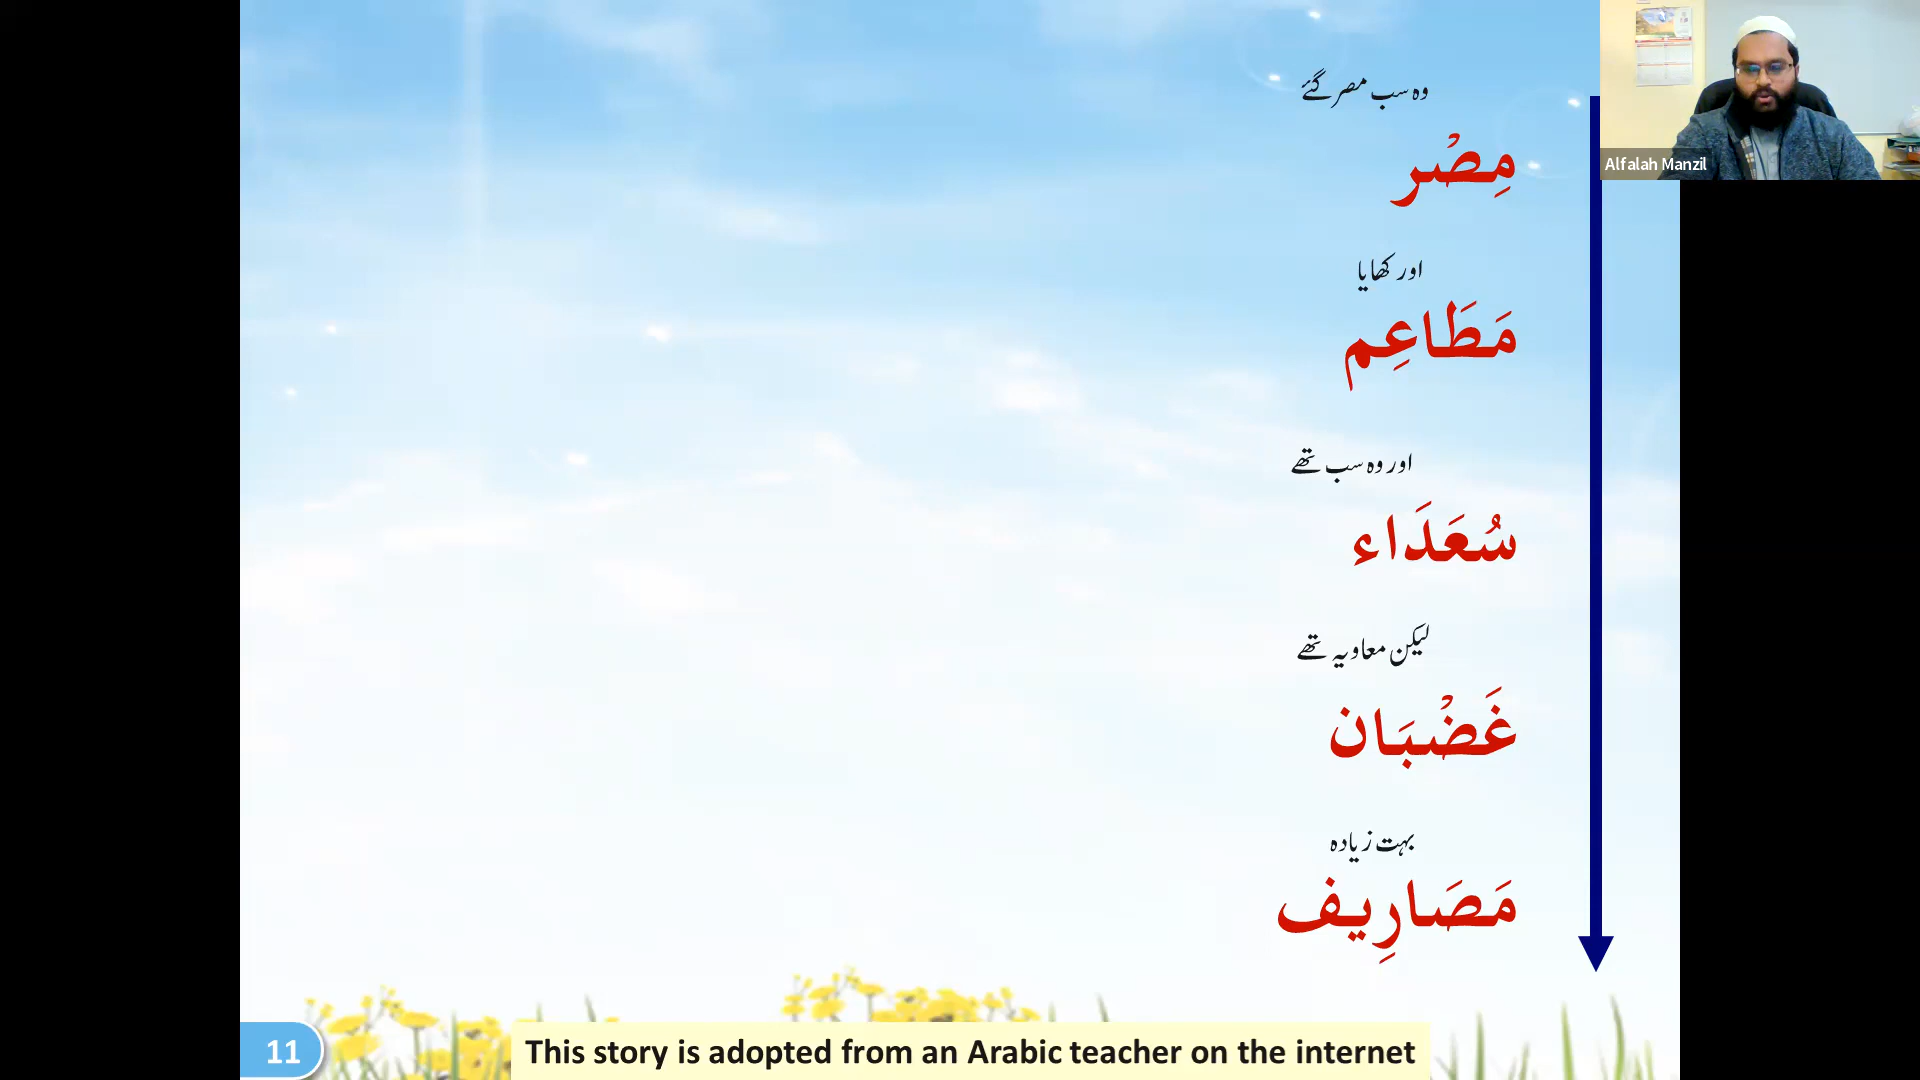 وہ سب مصر گئے
مِصْر
اور کھایا
مَطَاعِم
اور وہ سب تھے
سُعَدَاء
لیکن معاویہ تھے
غَضْبَان
بہت زیادہ
مَصَارِيف
Alfalah Manzil
11
This story is adopted from an Arabic teacher on the internet